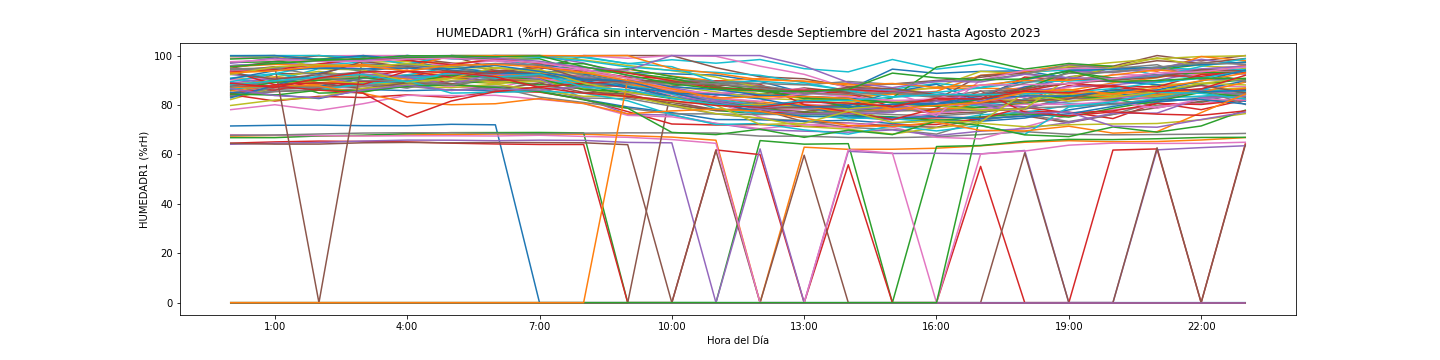 HUMEDADR1 (%rH) Gráfica sin intervención - Martes desde Septiembre del 2021 hasta Agosto 2023
100
80
60
40
20
0
HUMEDADR1 (%rH)
1:00 4:00 7:00 10:00 13:00 16:00 19:00 22:00
Hora del Día